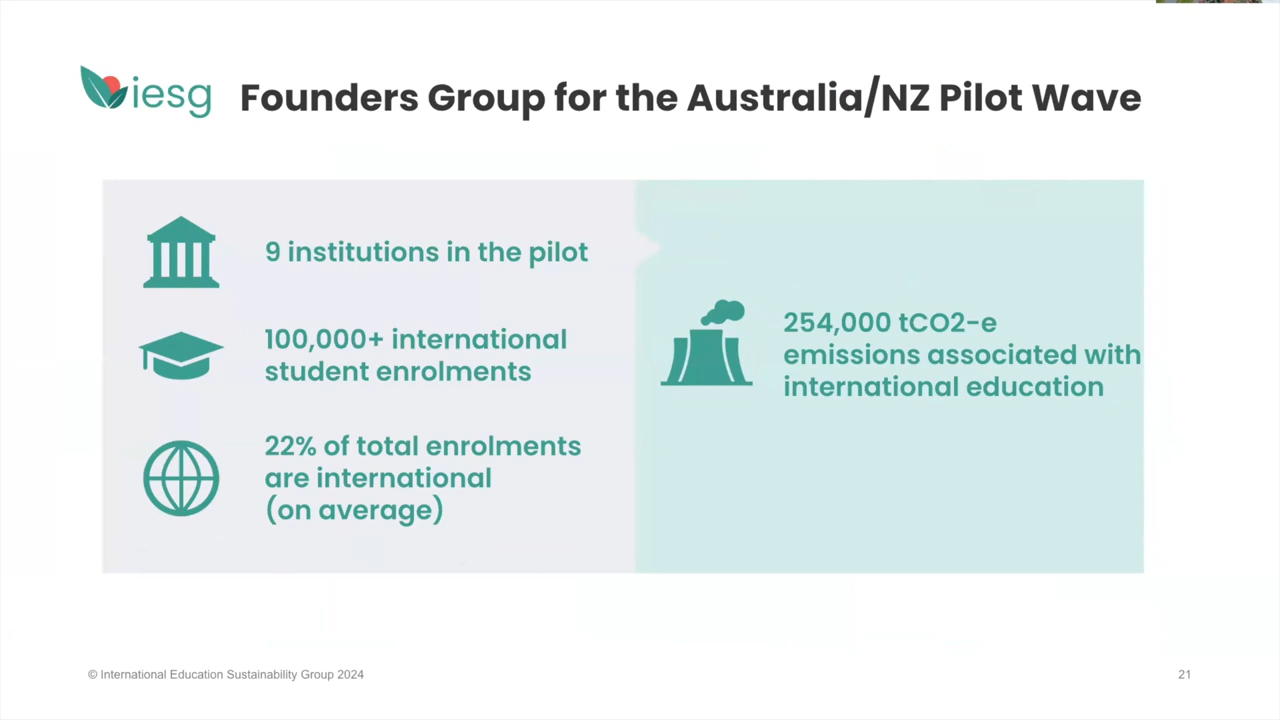 iesg
Founders Group for the Australia/NZ Pilot Wave
9 institutions in the pilot
100,000+ international
student enrolments
22% of total enrolments
are international
(on average)
254,000 tCO2-e
emissions associated with
international education
© International Education Sustainability Group 2024
21